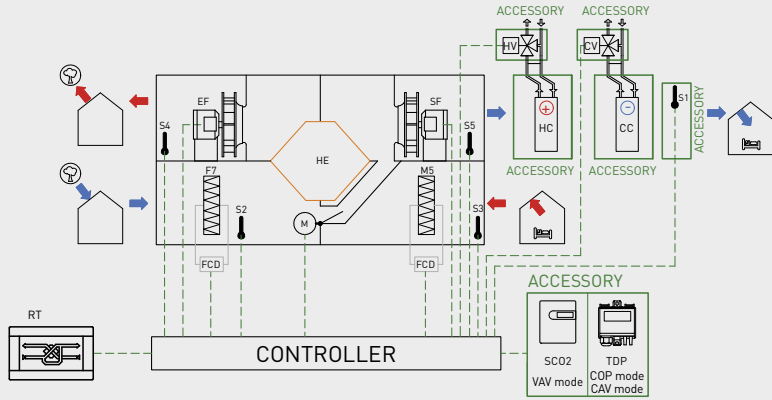 ACCESSORY
ACCESSORY
HV
CV
EF
SF
S4
S5
S1
HC
CC
ACCESSORY
HE
ACCESSORY
ACCESSORY
F7
M5
S2
M
S3
FCD
FCD
ACCESSORY
RT
CONTROLLER
SCO2
TDP
VAV mode
COP mode
CAV mode